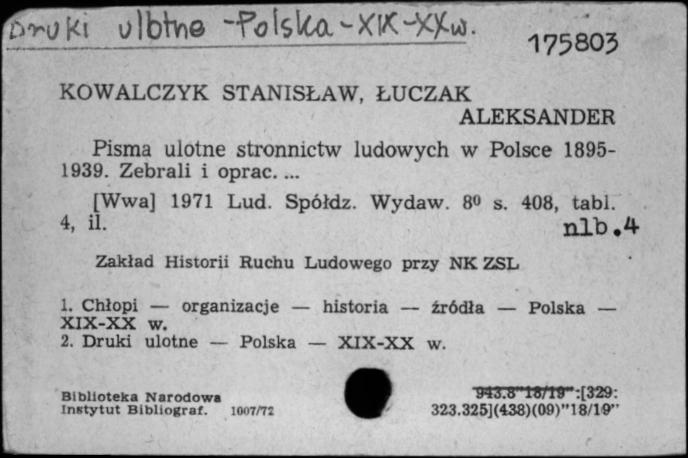 Druki ulotne - Polska - XIX - XX w.
175803
KOWALCZYK STANISŁAW, ŁUCZAK
ALEKSANDER
Pisma ulotne stronnictw ludowych w Polsce 1895-
1939. Zebrali i oprac. ...
[Wwa] 1971 Lud. Spółdz. Wydaw. 8⁰ s. 408, tabl.
4, il.
nlb.4
Zakład Historii Ruchu Ludowego przy NK ZSL
1. Chłopi — organizacje — historia — źródła — Polska —
XIX-XX w.
2. Druki ulotne — Polska — XIX-XX w.
Biblioteka Narodowa
Instytut Bibliograf. 1007/72
943.8"18/19":[329:
323.325](438)(09)"18/19"